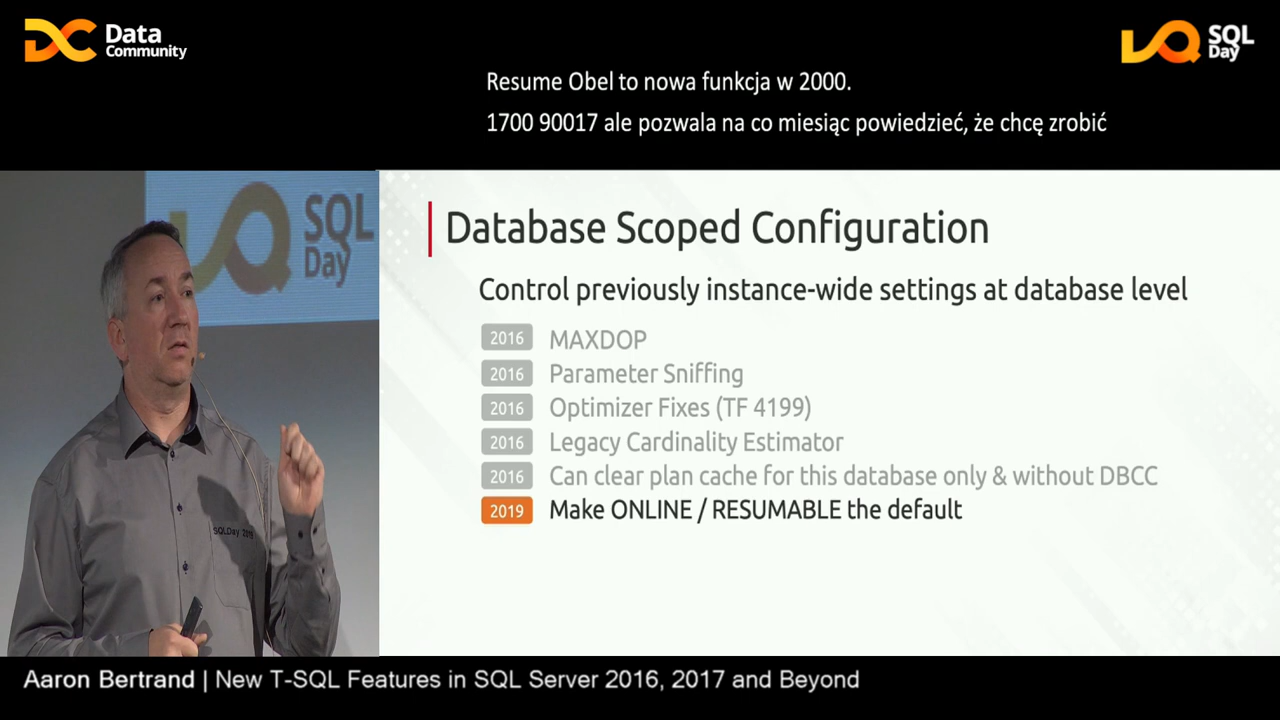 Data
Community
SQL
Day
Resume Obel to nowa funkcja w 2000.
1700 90017 ale pozwala na co miesiąc powiedzieć, że chcę zrobić
SQL
Day
Database Scoped Configuration
Control previously instance-wide settings at database level
2016 MAXDOP
2016 Parameter Sniffing
2016 Optimizer Fixes (TF 4199)
2016 Legacy Cardinality Estimator
2016 Can clear plan cache for this database only & without DBCC
2019 Make ONLINE / RESUMABLE the default
Aaron Bertrand | New T-SQL Features in SQL Server 2016, 2017 and Beyond